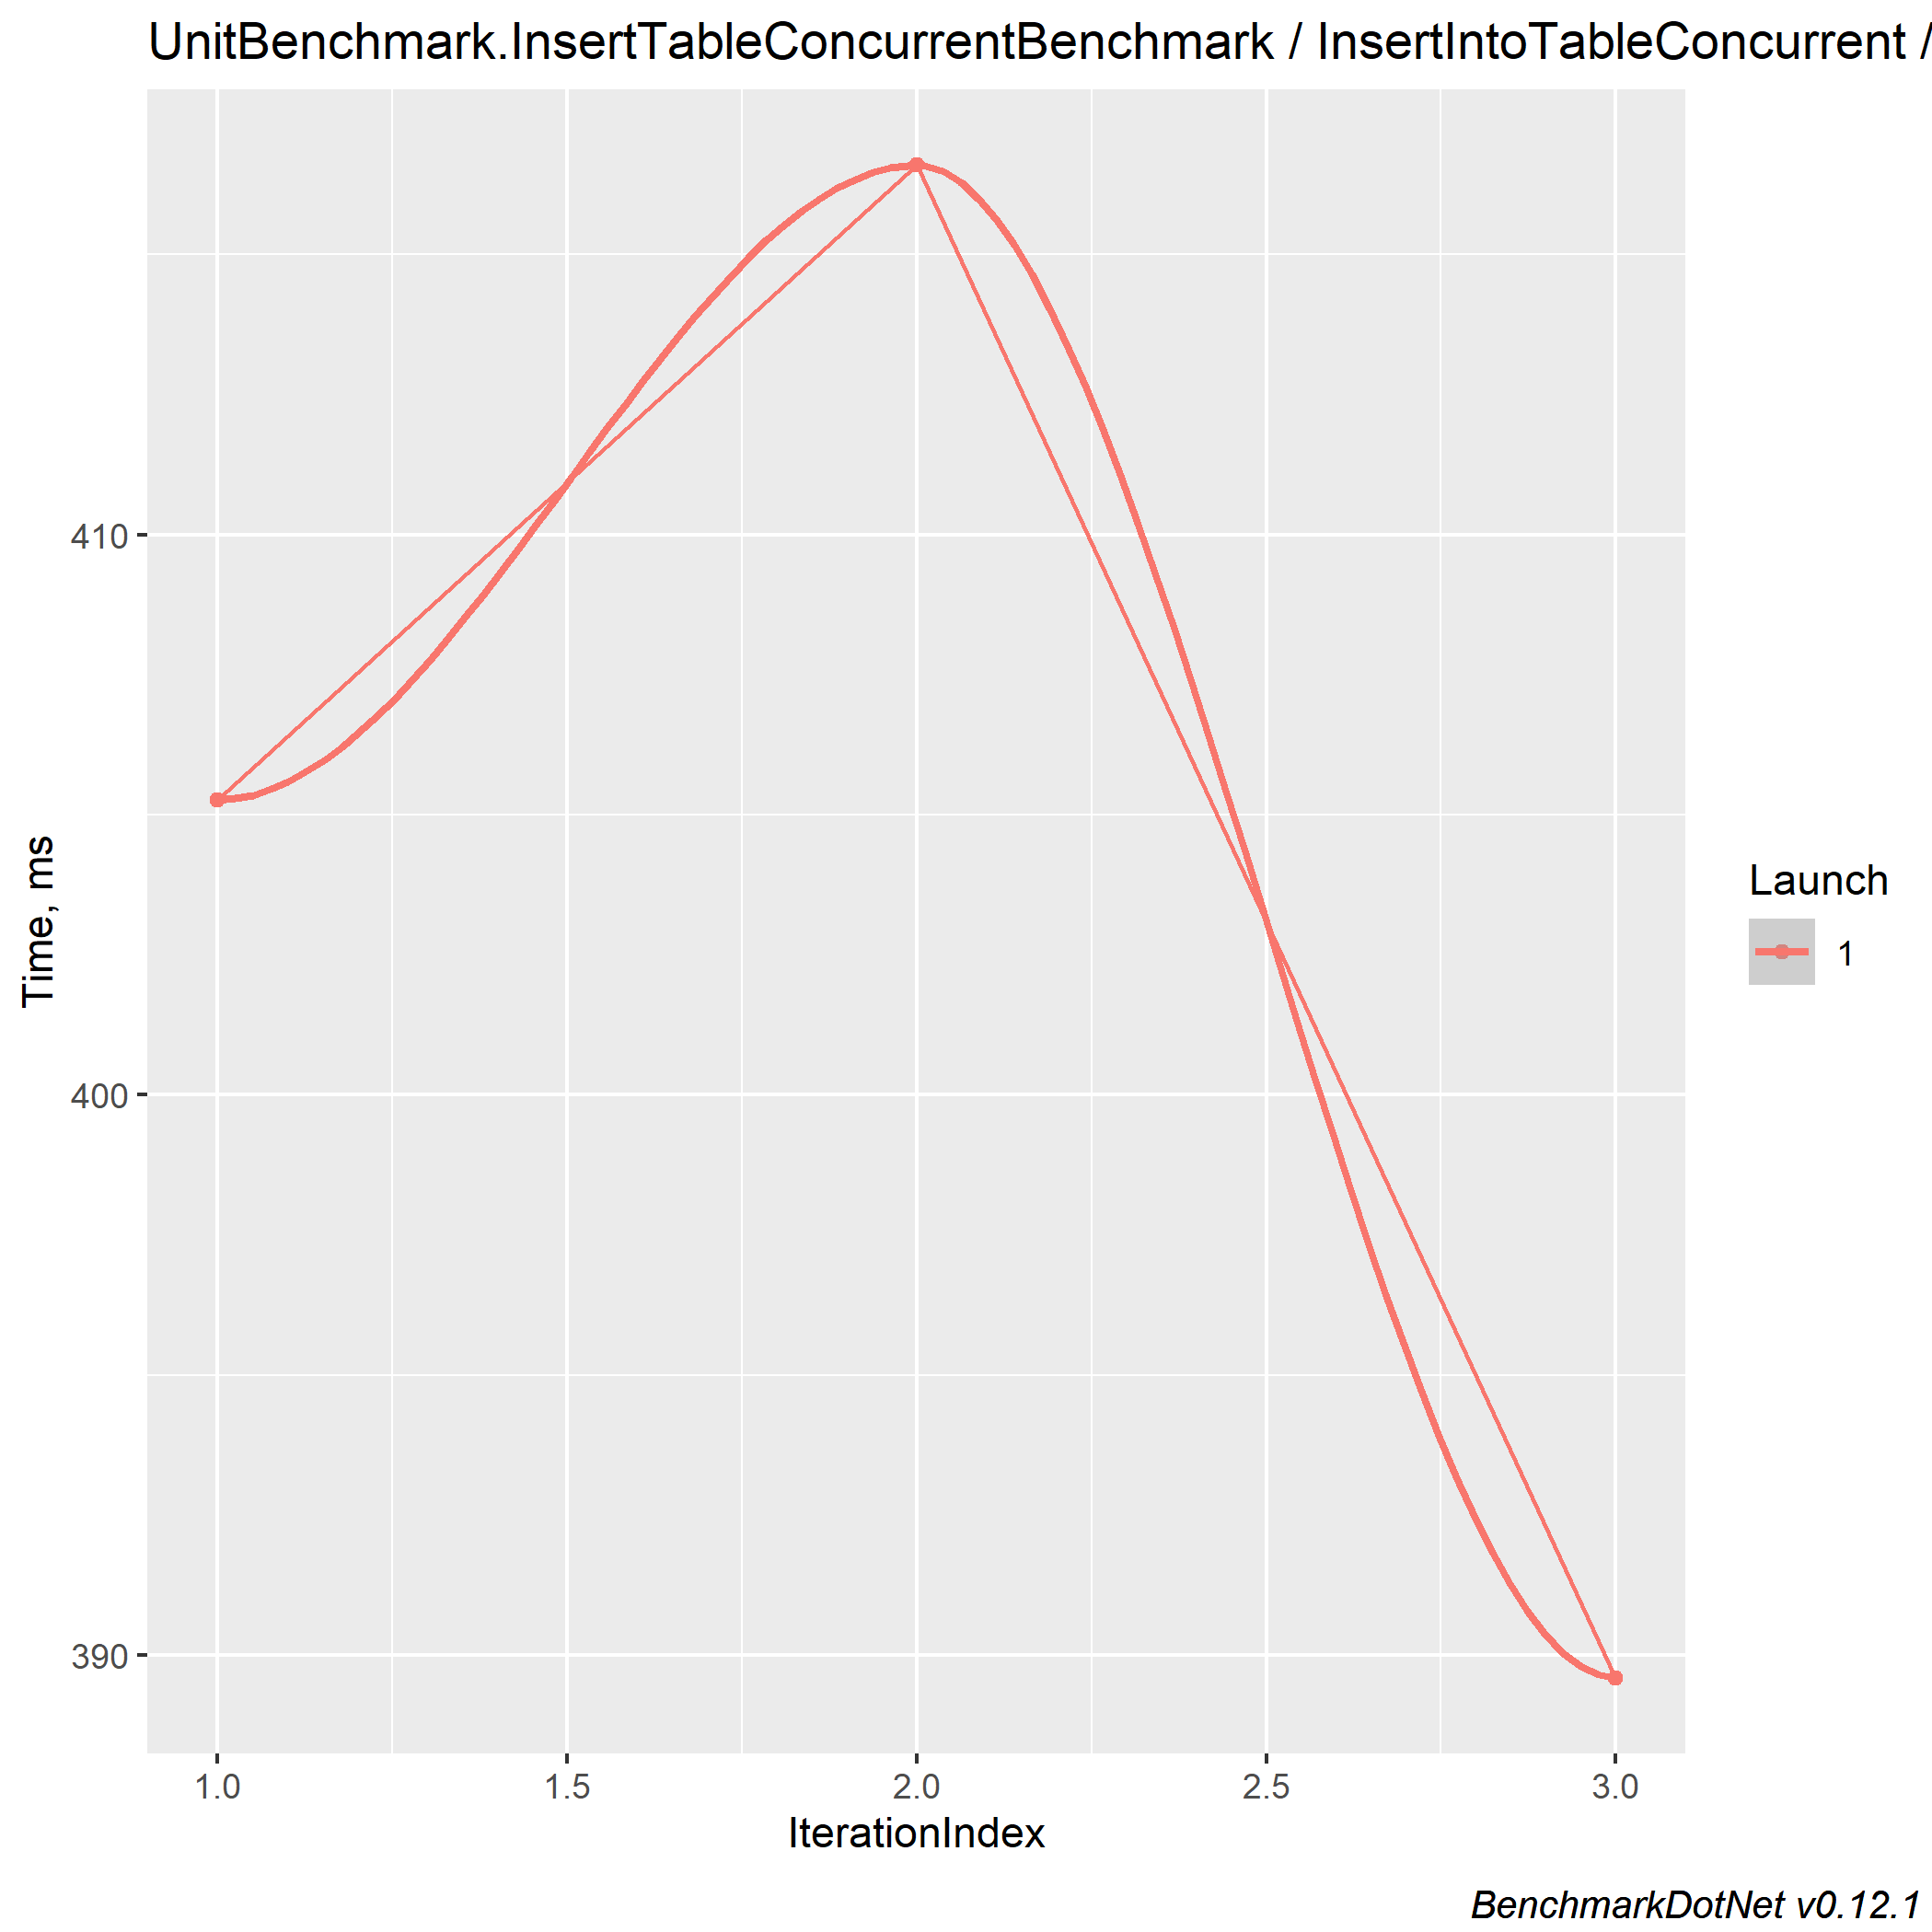 UnitBenchmark.InsertTableConcurrentBenchmark / InsertIntoTableConcurrent /
410
400
390
Time, ms
1.0 1.5 2.0 2.5 3.0
IterationIndex
Launch
1
BenchmarkDotNet v0.12.1